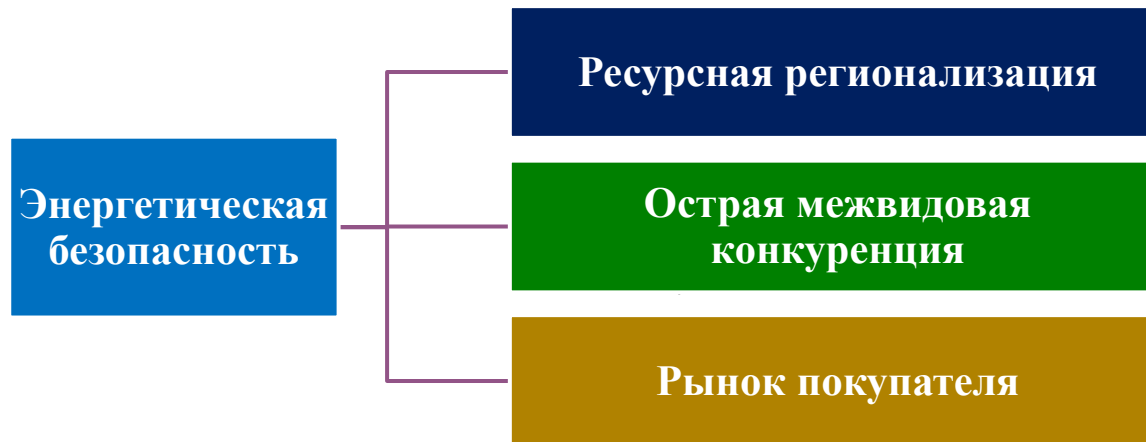 Ресурсная регионализация
Энергетическая
безопасность
Острая межвидовая
конкуренция
Рынок покупателя